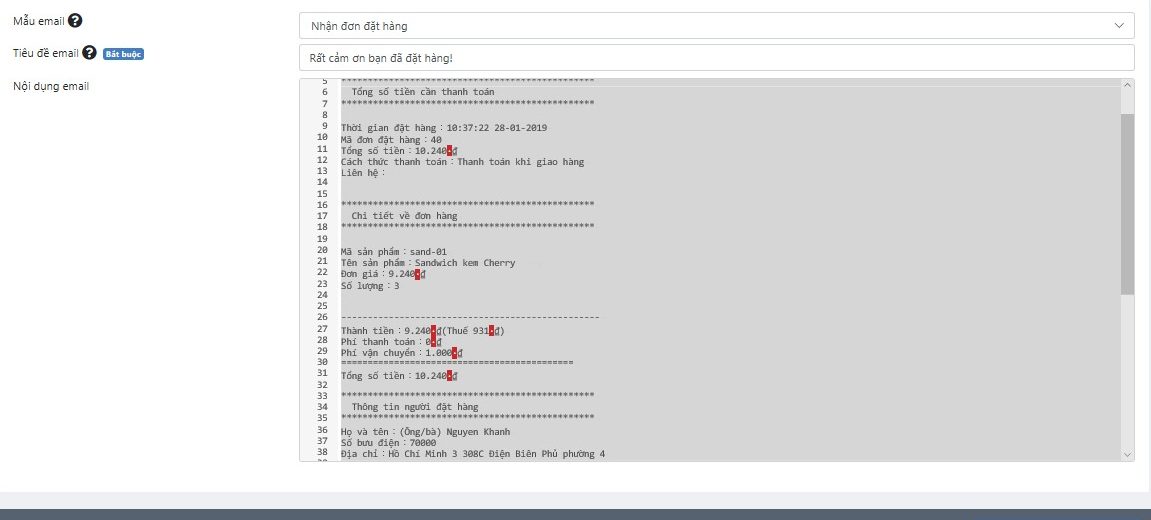 Mẫu email ?
Nhận đơn đặt hàng
Tiêu đề email ? Bắt buộc
Rất cảm ơn bạn đã đặt hàng!
Nội dụng email
5 ************************************************
6 Tổng số tiền cần thanh toán
7 ************************************************
8
9 Thời gian đặt hàng：10:37:22 28-01-2019
10 Mã đơn đặt hàng：40
11 Tổng số tiền：10.240·₫
12 Cách thức thanh toán：Thanh toán khi giao hàng
13 Liên hệ：
14
15
16 ************************************************
17 Chi tiết về đơn hàng
18 ************************************************
19
20 Mã sản phẩm：sand-01
21 Tên sản phẩm：Sandwich kem Cherry
22 Đơn giá：9.240·₫
23 Số lượng：3
24
25
26 -------------------------------------------------
27 Thành tiền：9.240·₫(Thuế 931·₫)
28 Phí thanh toán：0·₫
29 Phí vận chuyển：1.000·₫
30 ============================================
31 Tổng số tiền：10.240·₫
32
33 ************************************************
34 Thông tin người đặt hàng
35 ************************************************
36 Họ và tên：(Ông/bà) Nguyen Khanh
37 Số bưu điện：70000
38 Địa chỉ：Hồ Chí Minh 3 308C Điện Biên Phủ phường 4